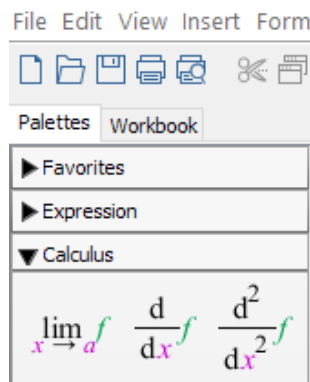 File Edit View Insert Form
Palettes Workbook
▶Favorites
▶Expression
▼Calculus
lim x → a f d/dx f d²/dx² f